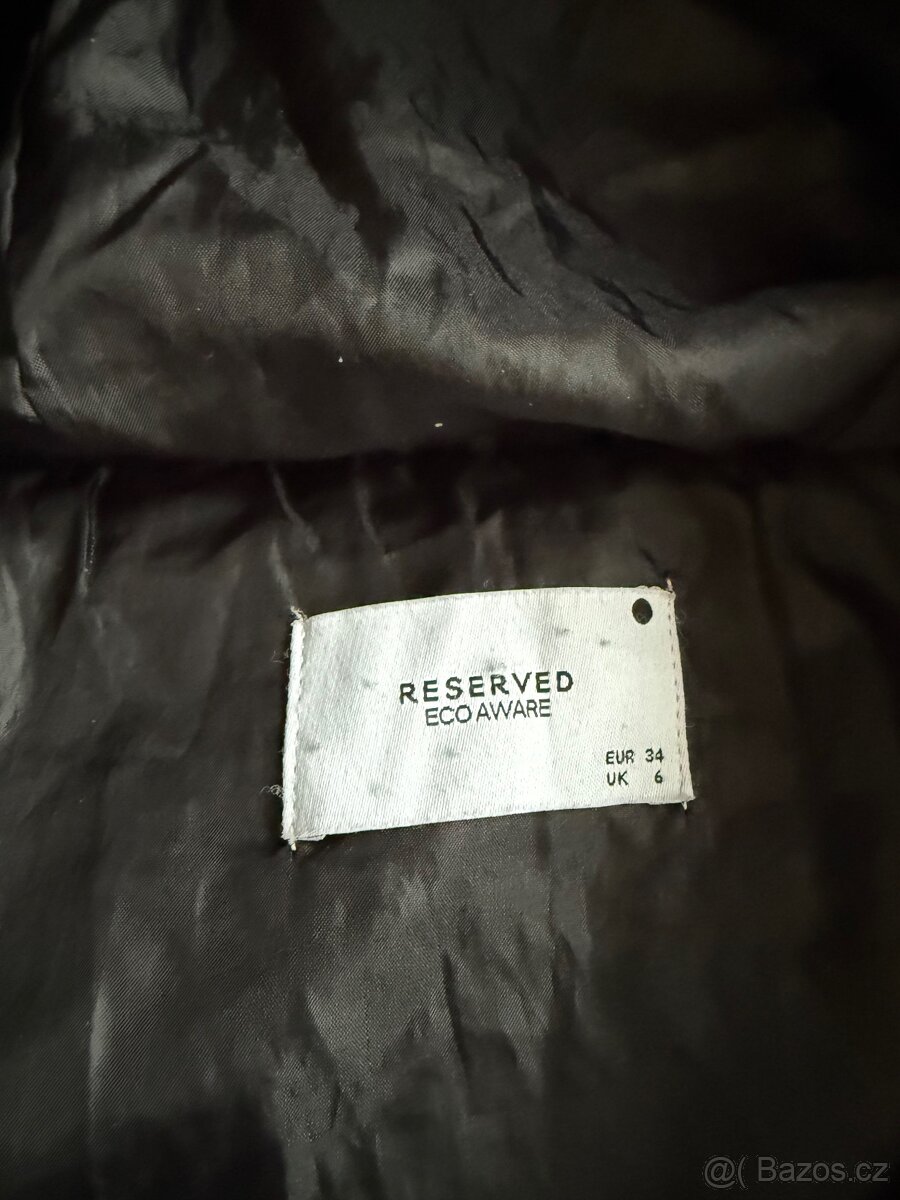 RESERVED
ECO AWARE
EUR 34
UK 6
@( Bazos.cz